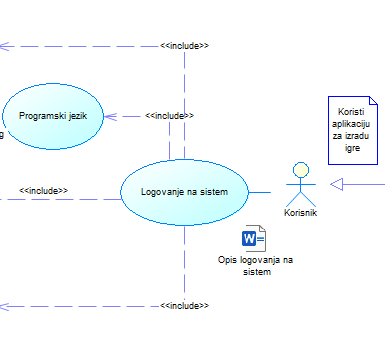 <<include>>
Programski jezik
<<include>>
g
Koristi
aplikaciju
za izradu
igre
<<include>>
Logovanje na sistem
Korisnik
W
Opis logovanja na
sistem
<<include>>